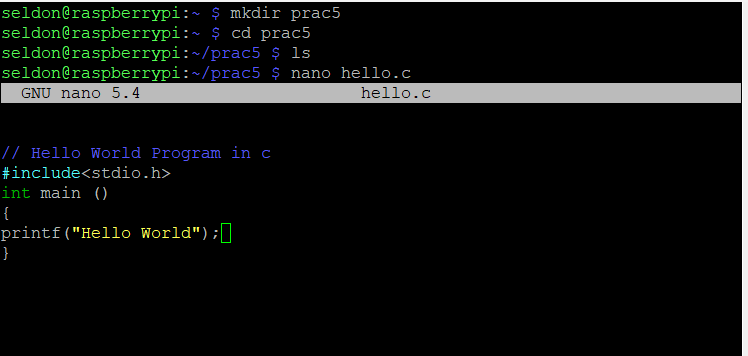 seldon@raspberrypi:~ $ mkdir prac5
seldon@raspberrypi:~ $ cd prac5
seldon@raspberrypi:~/prac5 $ ls
seldon@raspberrypi:~/prac5 $ nano hello.c
GNU nano 5.4 hello.c
// Hello World Program in c
#include<stdio.h>
int main ()
{
printf("Hello World");
}